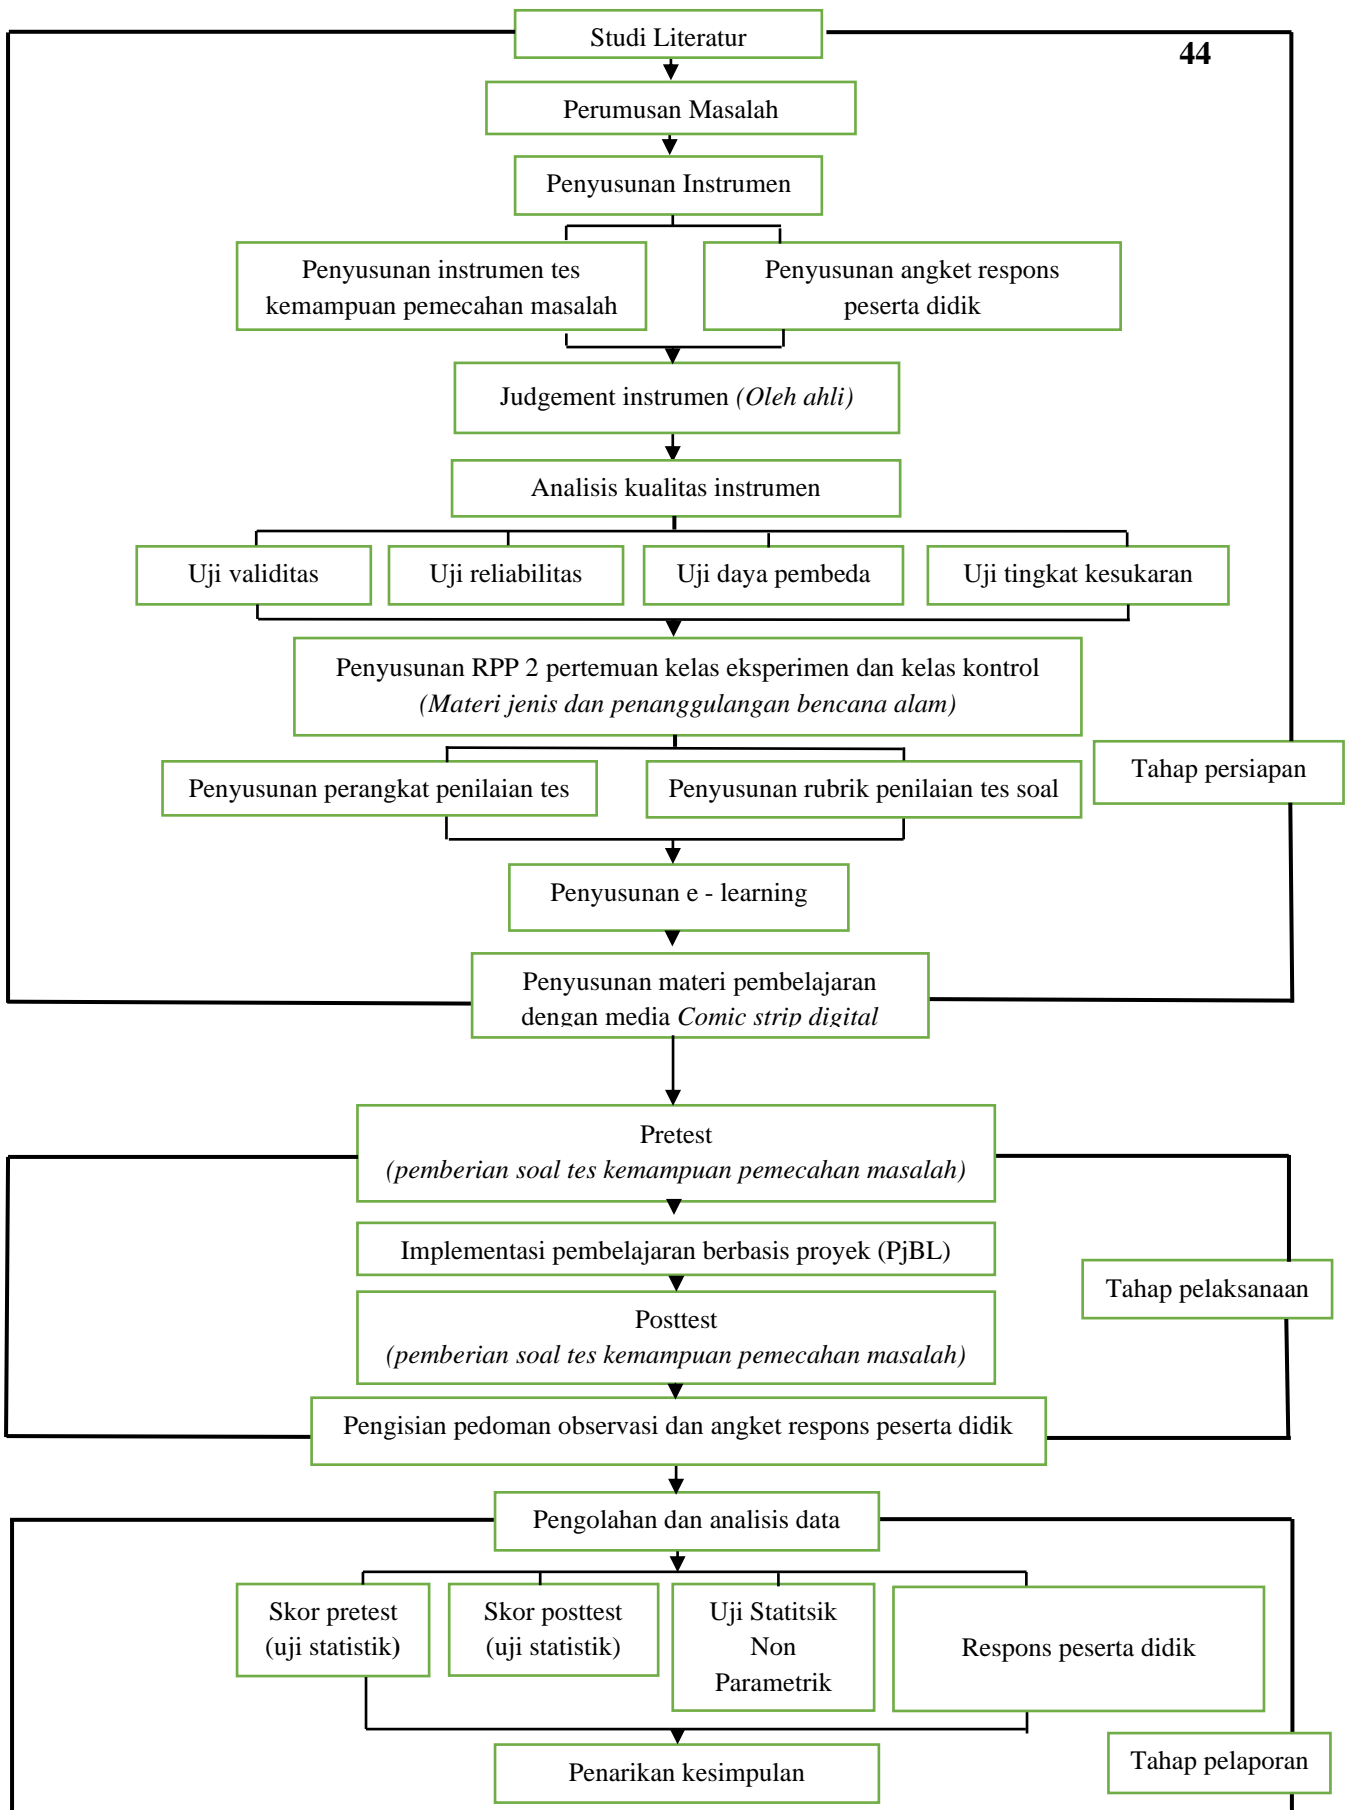 Studi Literatur
44
Perumusan Masalah
Penyusunan Instrumen
Penyusunan instrumen tes
kemampuan pemecahan masalah
Penyusunan angket respons
peserta didik
Judgement instrumen (Oleh ahli)
Analisis kualitas instrumen
Uji validitas
Uji reliabilitas
Uji daya pembeda
Uji tingkat kesukaran
Penyusunan RPP 2 pertemuan kelas eksperimen dan kelas kontrol
(Materi jenis dan penanggulangan bencana alam)
Tahap persiapan
Penyusunan perangkat penilaian tes
Penyusunan rubrik penilaian tes soal
Penyusunan e - learning
Penyusunan materi pembelajaran
dengan media Comic strip digital
Pretest
(pemberian soal tes kemampuan pemecahan masalah)
Implementasi pembelajaran berbasis proyek (PjBL)
Tahap pelaksanaan
Posttest
(pemberian soal tes kemampuan pemecahan masalah)
Pengisian pedoman observasi dan angket respons peserta didik
Pengolahan dan analisis data
Skor pretest
(uji statistik)
Skor posttest
(uji statistik)
Uji Statitsik
Non
Parametrik
Respons peserta didik
Tahap pelaporan
Penarikan kesimpulan